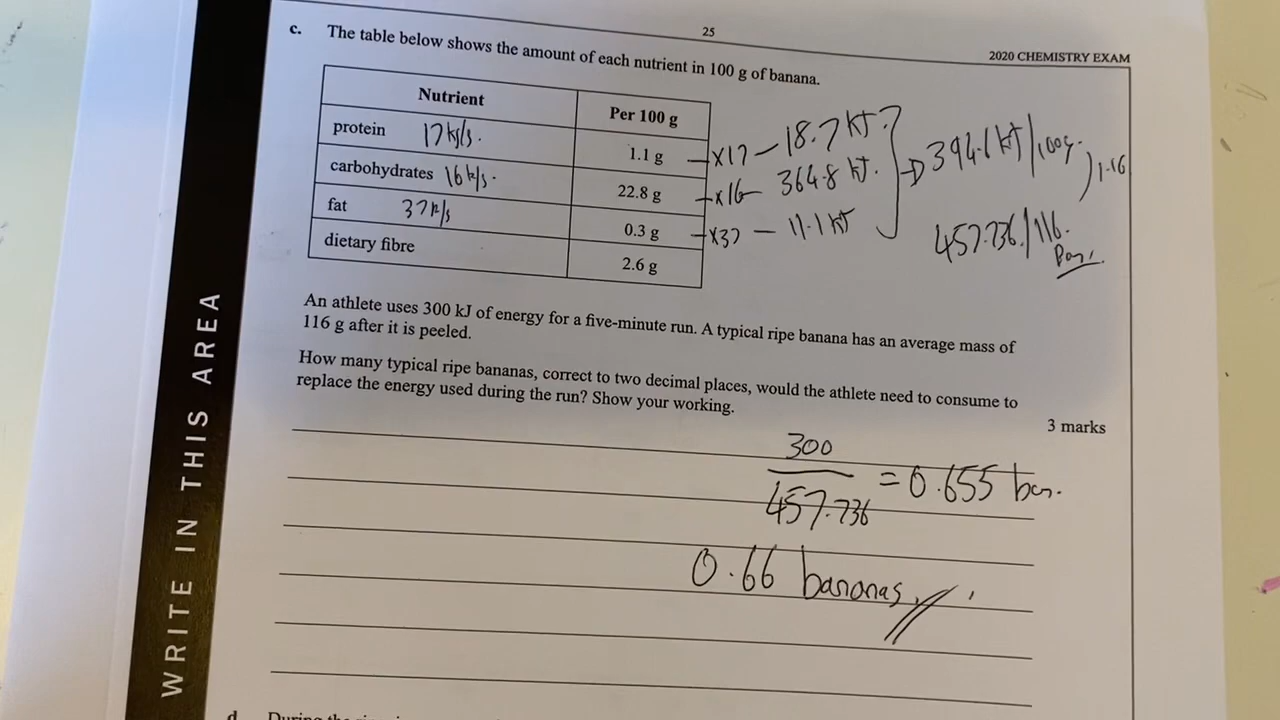 25
2020 CHEMISTRY EXAM
c. The table below shows the amount of each nutrient in 100 g of banana.
Nutrient Per 100 g
protein 17kJ/g. 1.1 g ×17 – 18.7 kJ.
carbohydrates 16kJ/g. 22.8 g ×16 – 364.8 kJ.
fat 37kJ/g 0.3 g ×37 – 11.1 kJ
dietary fibre 2.6 g
394.1 kJ/100g.
1.16
457.736/116.
An athlete uses 300 kJ of energy for a five-minute run. A typical ripe banana has an average mass of
116 g after it is peeled.
How many typical ripe bananas, correct to two decimal places, would the athlete need to consume to
replace the energy used during the run? Show your working.
3 marks
300
457.736
= 0.655 ban.
0.66 bananas
WRITE IN THIS AREA
d.